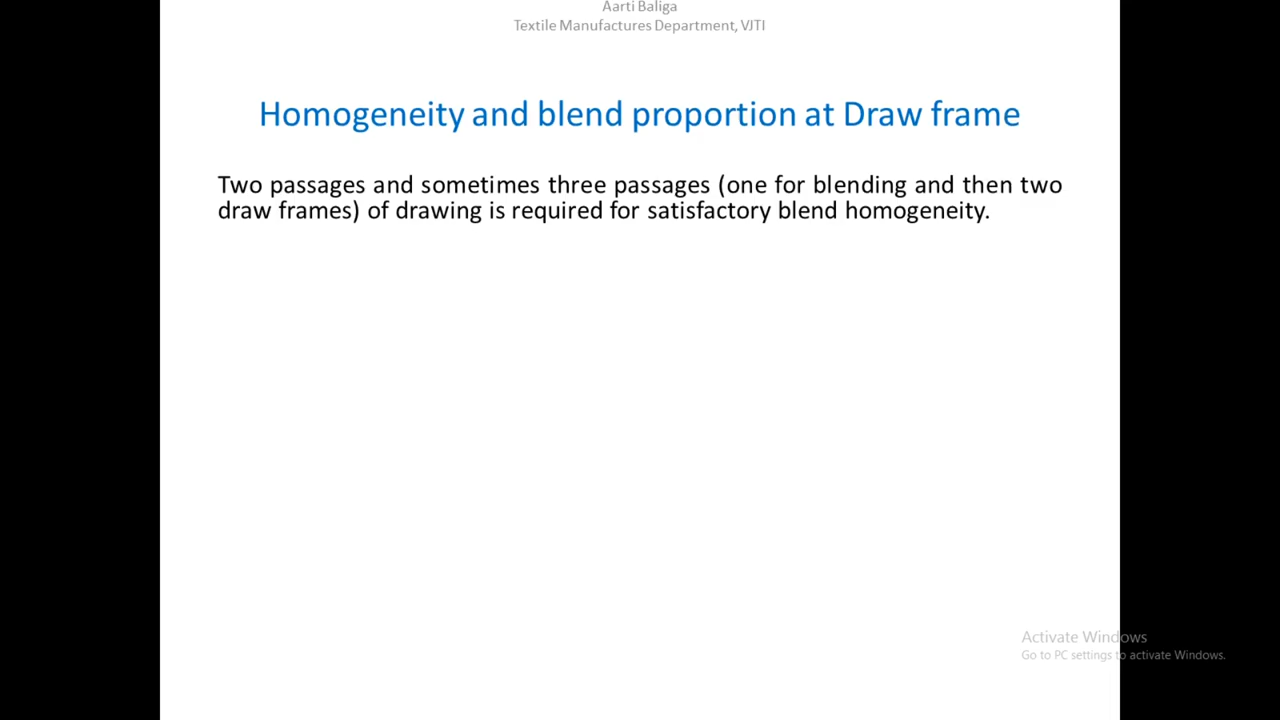 Aarti Baliga
Textile Manufactures Department, VJTI
Homogeneity and blend proportion at Draw frame
Two passages and sometimes three passages (one for blending and then two
draw frames) of drawing is required for satisfactory blend homogeneity.
Activate Windows
Go to PC settings to activate Windows.